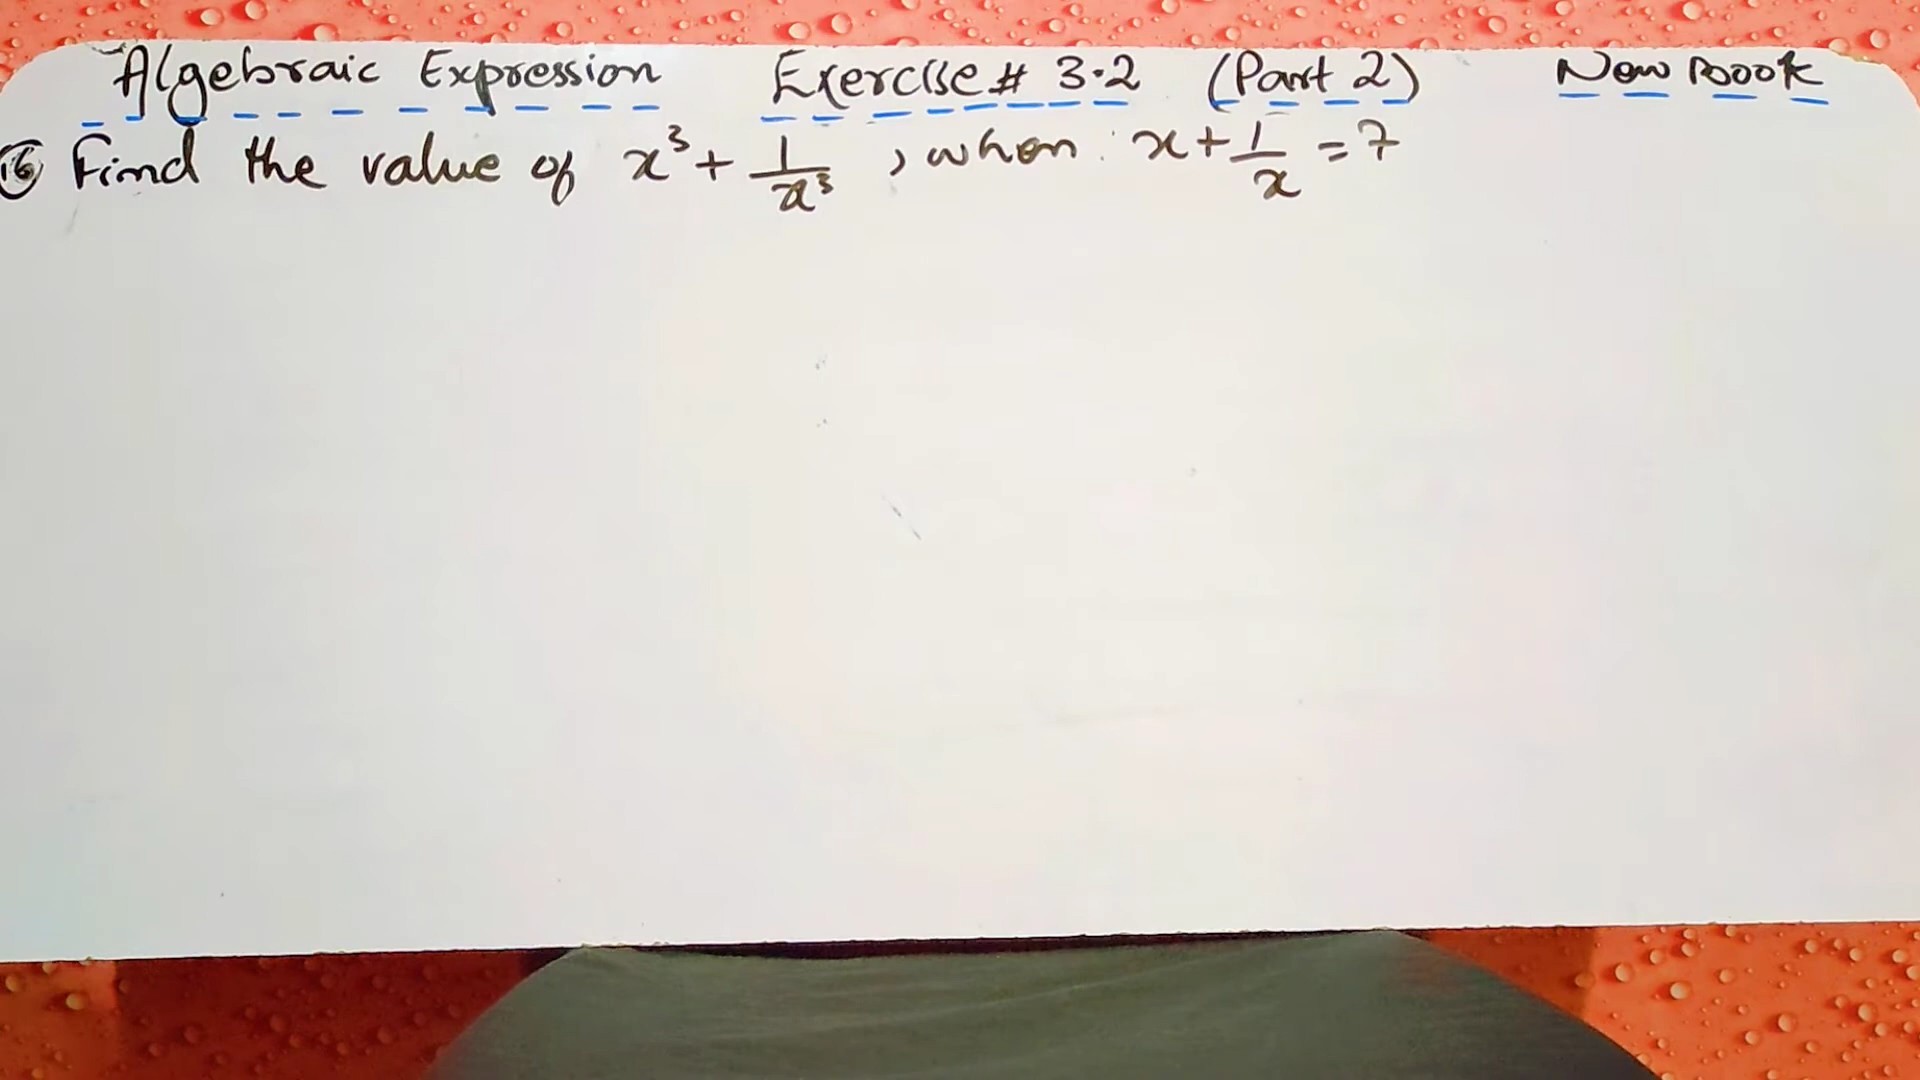 Algebraic Expression Exercise # 3.2 (Part 2) New Book
16 Find the value of x³ + 1/x³ , when x + 1/x = 7